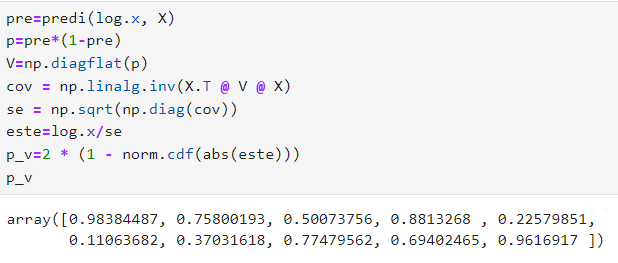 pre=predi(log.x, X)
p=pre*(1-pre)
V=np.diagflat(p)
cov = np.linalg.inv(X.T @ V @ X)
se = np.sqrt(np.diag(cov))
este=log.x/se
p_v=2 * (1 - norm.cdf(abs(este)))
p_v
array([0.98384487, 0.75800193, 0.50073756, 0.8813268 , 0.22579851,
       0.11063682, 0.37031618, 0.77479562, 0.69402465, 0.9616917 ])